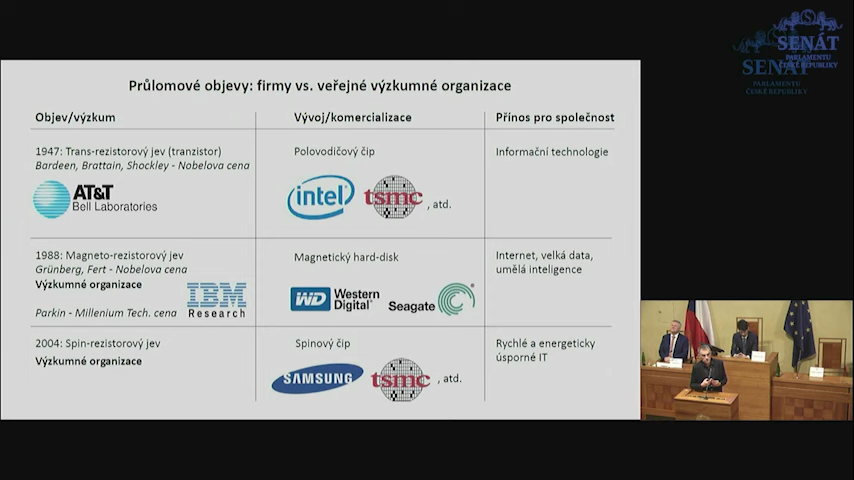 SENÁT
PARLAMENTU
ČESKÉ REPUBLIKY
SENÁT
PARLAMENTU
ČESKÉ REPUBLIKY
Průlomové objevy: firmy vs. veřejné výzkumné organizace
Objev/výzkum
Vývoj/komercializace
Přínos pro společnost
1947: Trans-rezistorový jev (tranzistor)
Bardeen, Brattain, Shockley - Nobelova cena
AT&T
Bell Laboratories
Polovodičový čip
intel
tsmc
, atd.
Informační technologie
1988: Magneto-rezistorový jev
Grünberg, Fert - Nobelova cena
Výzkumné organizace
Parkin - Millenium Tech. cena
IBM
Research
Magnetický hard-disk
WD
Western
Digital
Seagate
Internet, velká data,
umělá inteligence
2004: Spin-rezistorový jev
Výzkumné organizace
Spinový čip
SAMSUNG
tsmc
, atd.
Rychlé a energeticky
úsporné IT